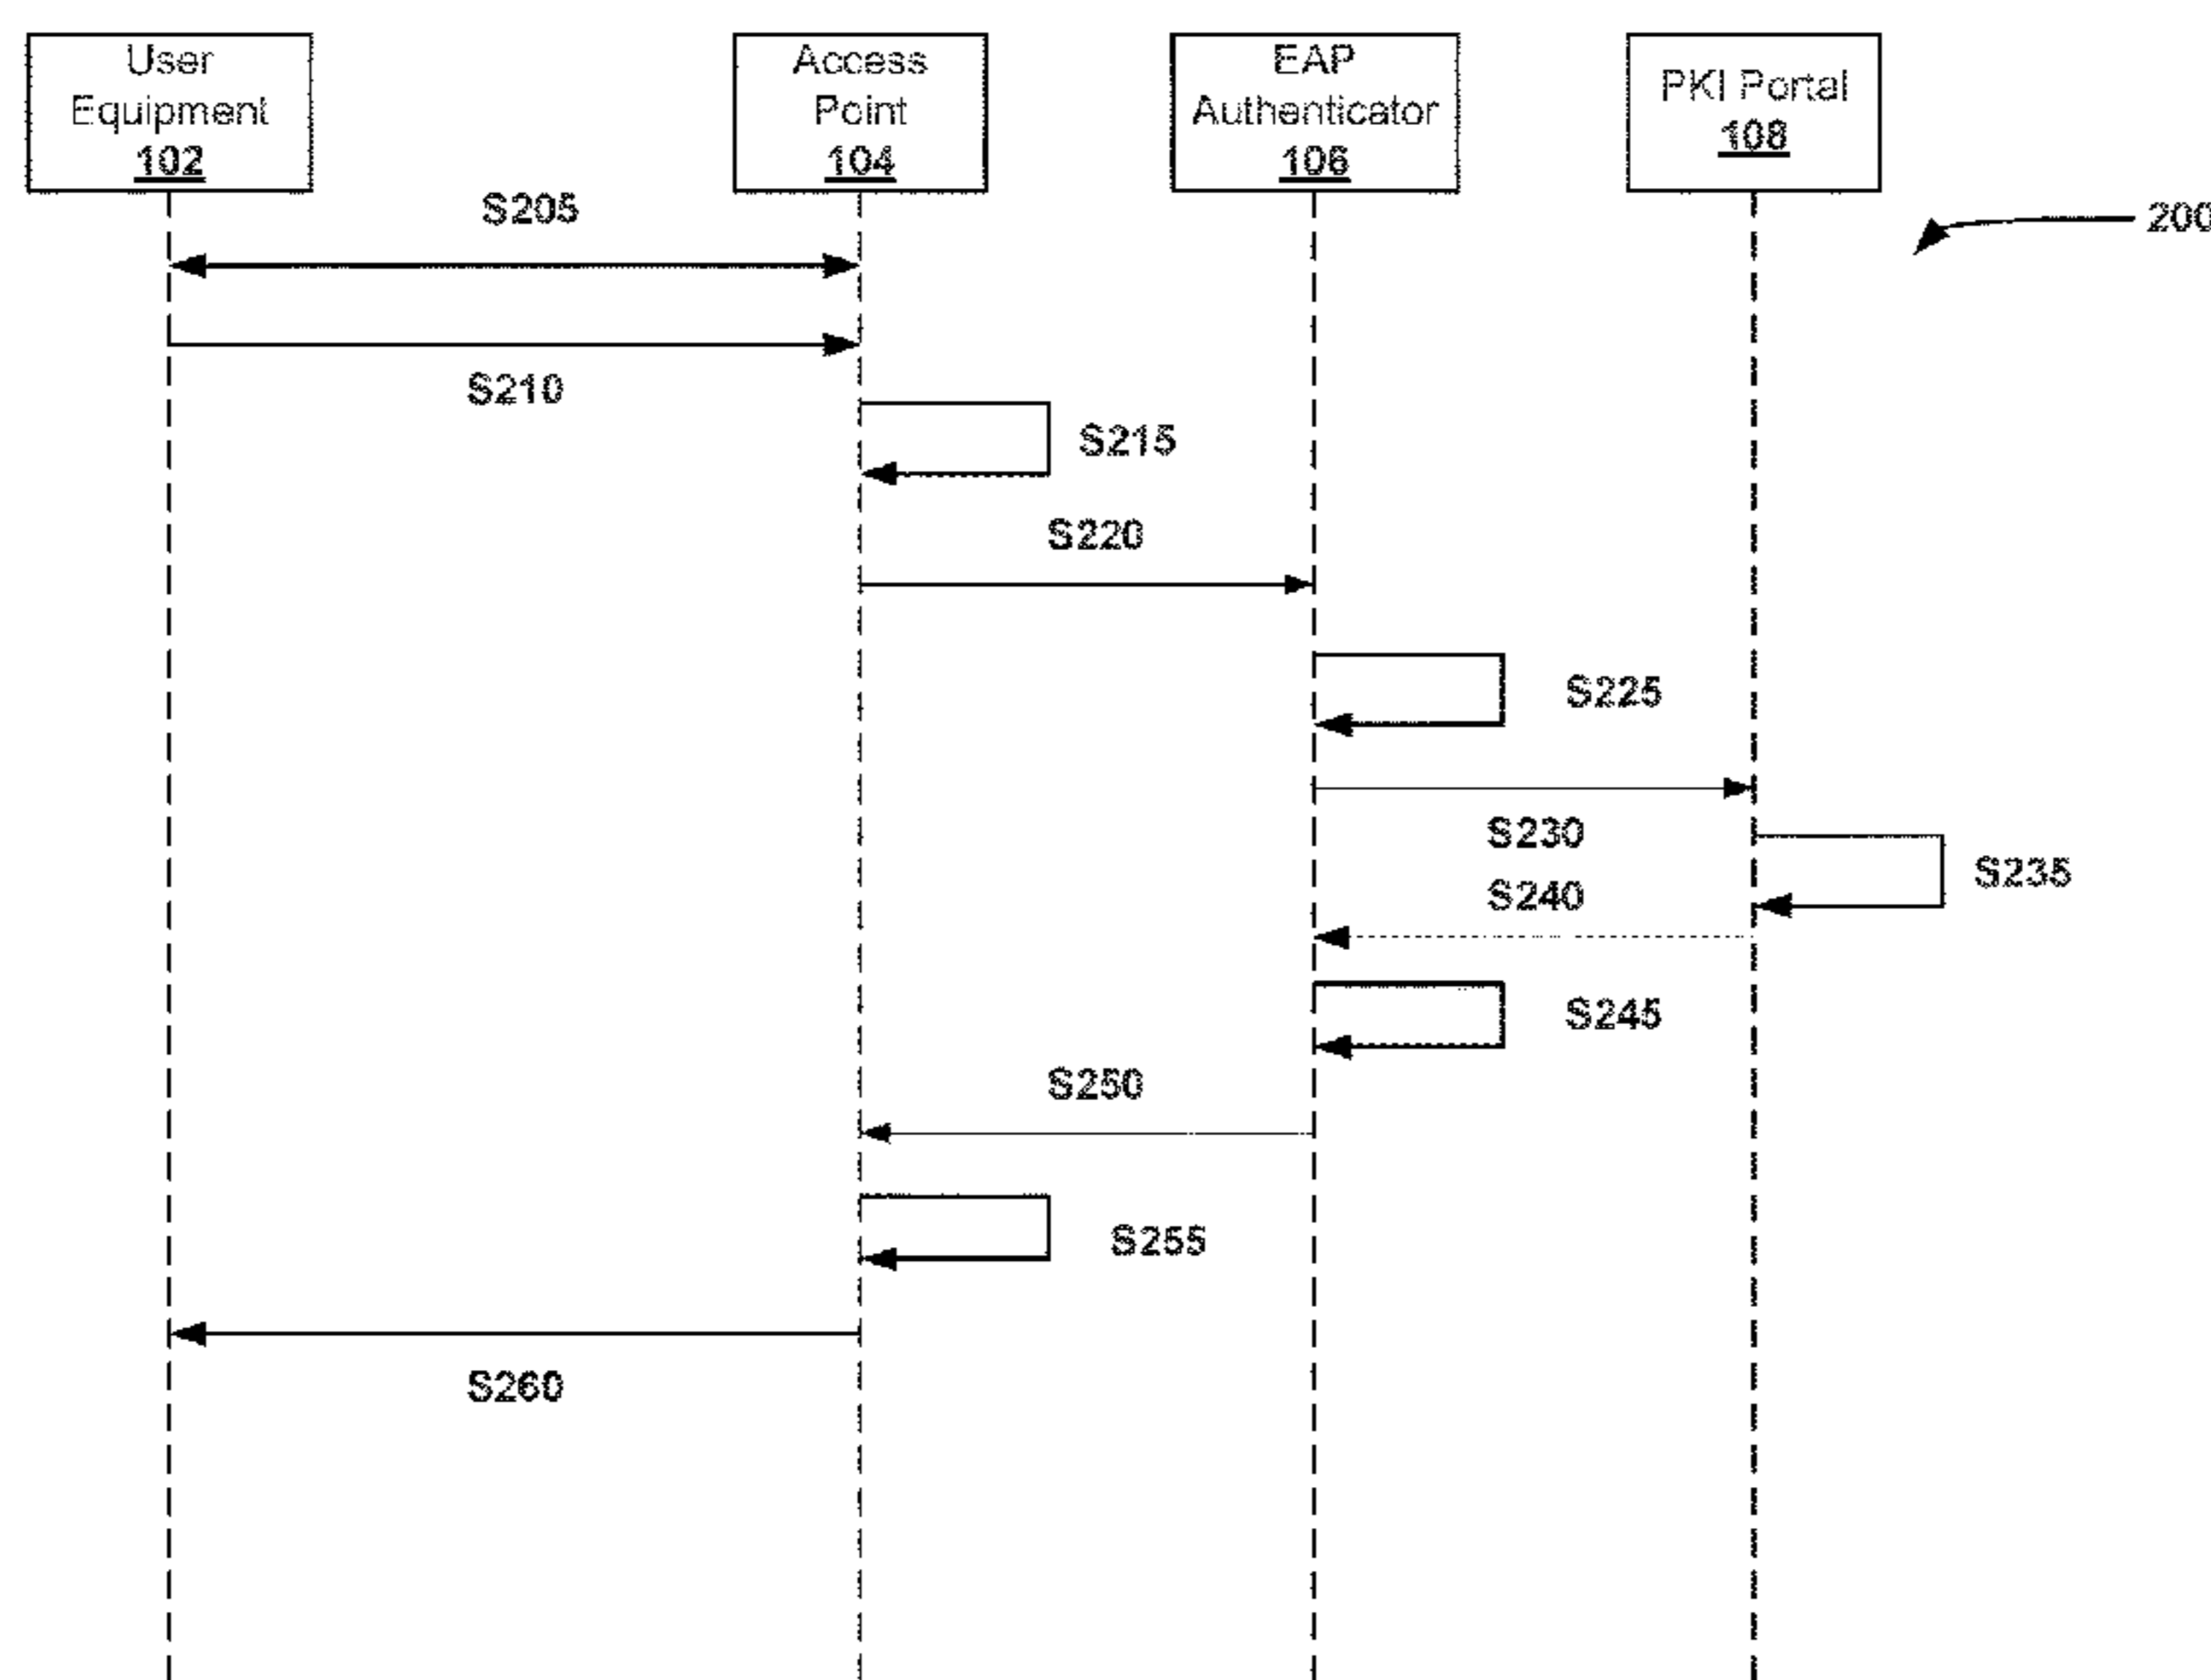 User
Equipment
102
Access
Point
104
EAP
Authenticator
106
PKI Portal
108
200
S205
S210
S215
S220
S225
S230
S235
S240
S245
S250
S255
S260